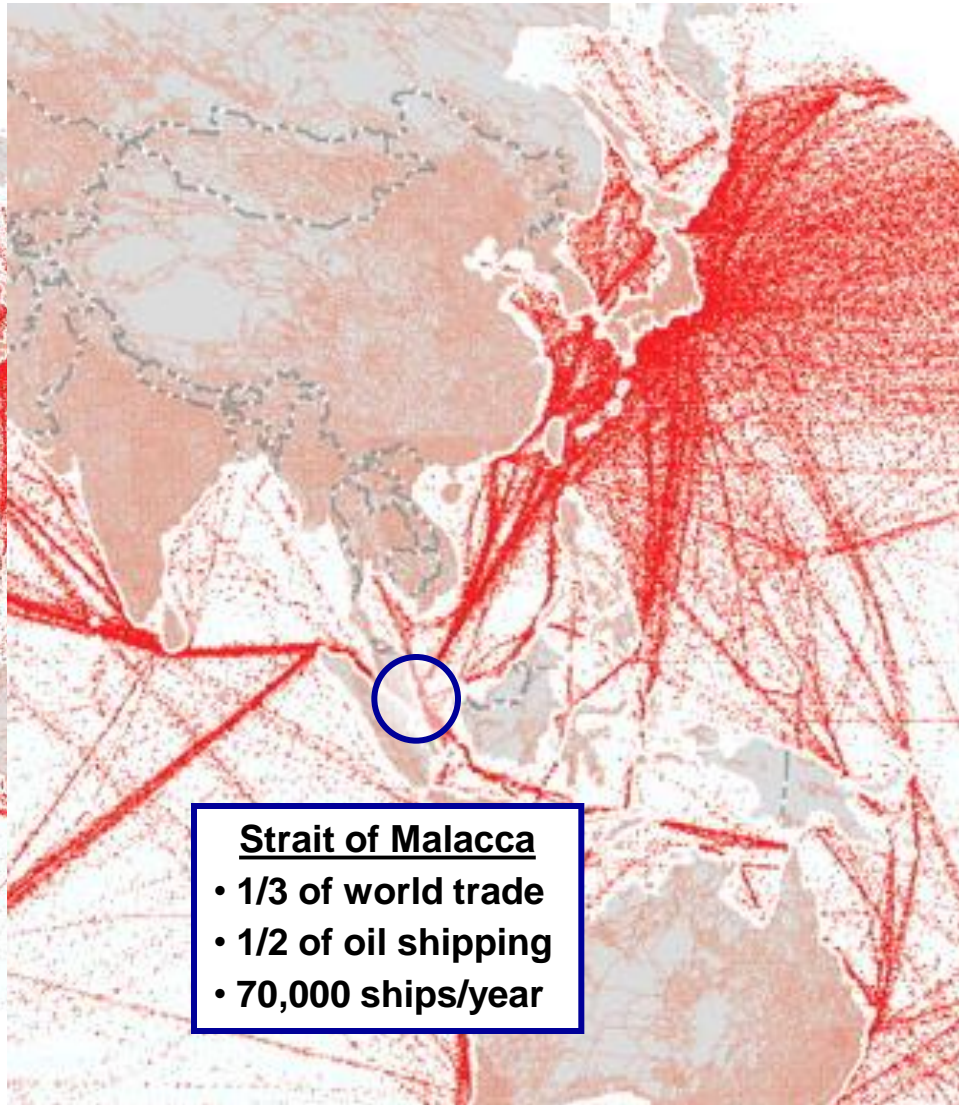 Strait of Malacca
• 1/3 of world trade
• 1/2 of oil shipping
• 70,000 ships/year